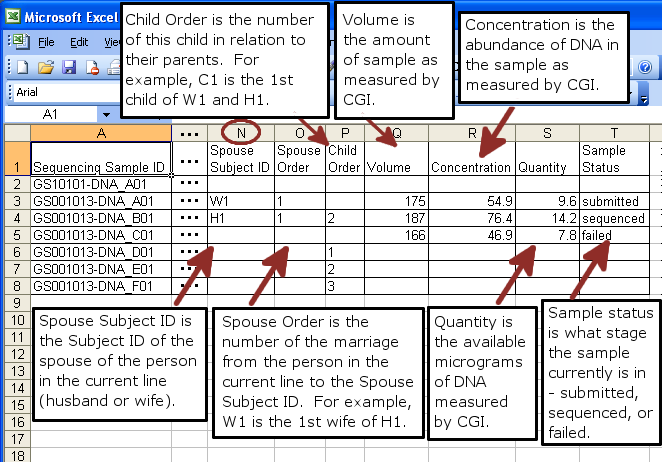 Microsoft Excel
File Edit
Arial
A1
Child Order is the number
of this child in relation to
their parents. For
example, C1 is the 1st
child of W1 and H1.
Volume is
the amount
of sample as
measured by
CGI.
Concentration is the
abundance of DNA in
the sample as
measured by CGI.
A ... N O P Q R S T
1 Sequencing Sample ID ... Spouse Subject ID Spouse Order Child Order Volume Concentration Quantity Sample Status
2 GS10101-DNA_A01 ...
3 GS001013-DNA_A01 ... W1 1 175 54.9 9.6 submitted
4 GS001013-DNA_B01 ... H1 1 2 187 76.4 14.2 sequenced
5 GS001013-DNA_C01 ... 166 46.9 7.8 failed
6 GS001013-DNA_D01 ... 1
7 GS001013-DNA_E01 ... 2
8 GS001013-DNA_F01 ... 3
9
10
11
12
13
14
15
16
17
18
Spouse Subject ID is
the Subject ID of the
spouse of the person
in the current line
(husband or wife).
Spouse Order is the
number of the marriage
from the person in the
current line to the Spouse
Subject ID. For example,
W1 is the 1st wife of H1.
Quantity is
the available
micrograms
of DNA
measured
by CGI.
Sample status
is what stage
the sample
currently is in
- submitted,
sequenced, or
failed.